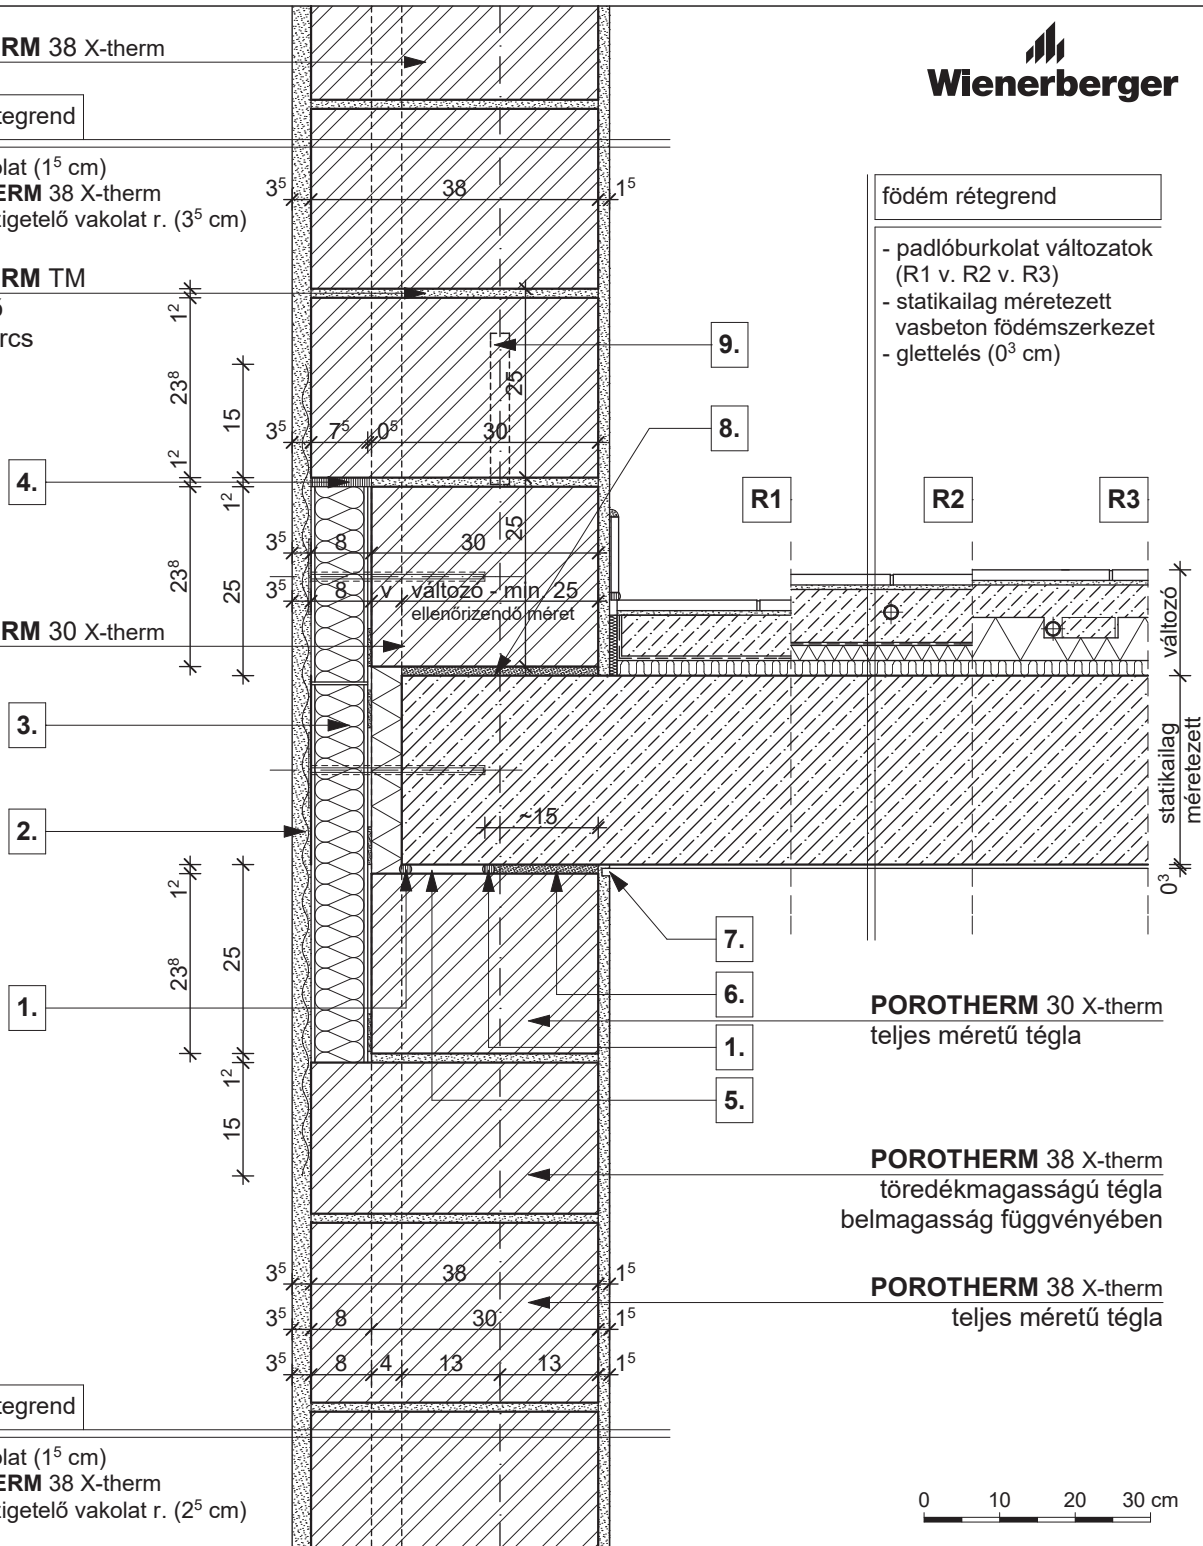 RM 38 X-therm
Wienerberger
tegrend
lat (1⁵ cm)
ERM 38 X-therm
zigetelő vakolat r. (3⁵ cm)
3⁵ 38 1⁵
födém rétegrend
- padlóburkolat változatok
(R1 v. R2 v. R3)
- statikailag méretezett
vasbeton födémszerkezet
- glettelés (0³ cm)
RM TM
rcs
1²
23⁸
1²
23⁸
15
1²
25
25
25
9.
8.
3⁵ 7⁵ 0⁵ 30
4.
R1 R2 R3
3⁵ 8 30
3⁵ 8 v változó - min. 25
ellenőrizendő méret
RM 30 X-therm
változó
3.
statikailag
méretezett
2.
~15
0³
1²
23⁸
25
1²
15
7.
6.
1.
1.
5.
POROTHERM 30 X-therm
teljes méretű tégla
POROTHERM 38 X-therm
töredékmagasságú tégla
belmagasság függvényében
POROTHERM 38 X-therm
teljes méretű tégla
3⁵ 38 1⁵
3⁵ 8 30 1⁵
3⁵ 8 4 13 13 1⁵
tegrend
lat (1⁵ cm)
ERM 38 X-therm
zigetelő vakolat r. (2⁵ cm)
0 10 20 30 cm